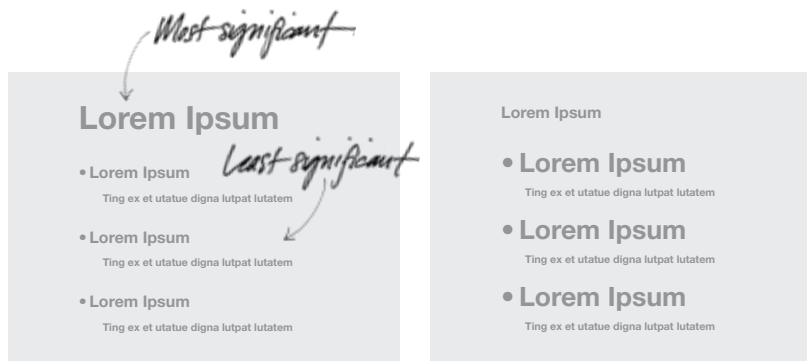 Most significant
Lorem Ipsum
• Lorem Ipsum
Least significant
Ting ex et utatue digna lutpat lutatem
• Lorem Ipsum
Ting ex et utatue digna lutpat lutatem
• Lorem Ipsum
Ting ex et utatue digna lutpat lutatem
Lorem Ipsum
• Lorem Ipsum
Ting ex et utatue digna lutpat lutatem
• Lorem Ipsum
Ting ex et utatue digna lutpat lutatem
• Lorem Ipsum
Ting ex et utatue digna lutpat lutatem